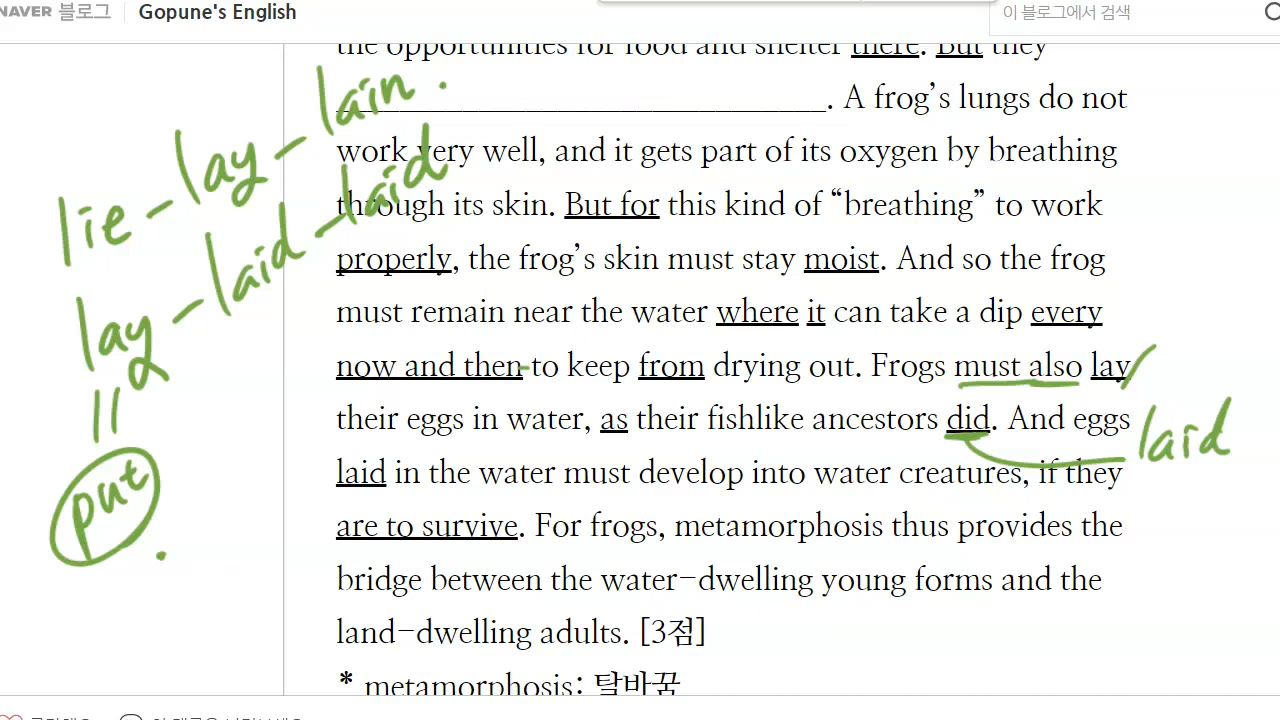 NAVER 블로그 Gopune's English 이 블로그에서 검색
the opportunities for food and shelter there. But they
. A frog's lungs do not
work very well, and it gets part of its oxygen by breathing
through its skin. But for this kind of “breathing” to work
properly, the frog's skin must stay moist. And so the frog
must remain near the water where it can take a dip every
now and then to keep from drying out. Frogs must also lay
their eggs in water, as their fishlike ancestors did. And eggs
laid in the water must develop into water creatures, if they
are to survive. For frogs, metamorphosis thus provides the
bridge between the water-dwelling young forms and the
land-dwelling adults. [3점]
* metamorphosis: 탈바꿈
lie - lay - lain.
lay - laid - laid
=
put.
laid